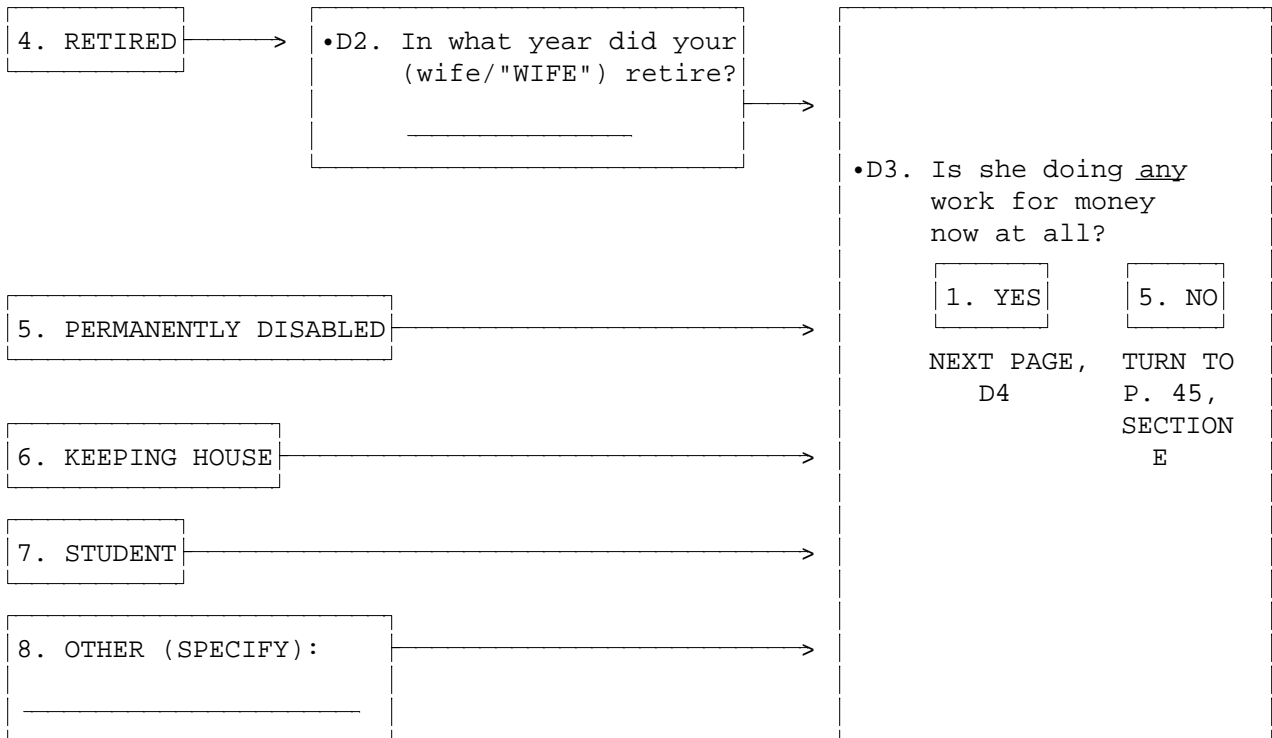 4. RETIRED
•D2. In what year did your
(wife/"WIFE") retire?
•D3. Is she doing any
work for money
now at all?
1. YES
5. NO
NEXT PAGE,
D4
TURN TO
P. 45,
SECTION
E
5. PERMANENTLY DISABLED
6. KEEPING HOUSE
7. STUDENT
8. OTHER (SPECIFY):